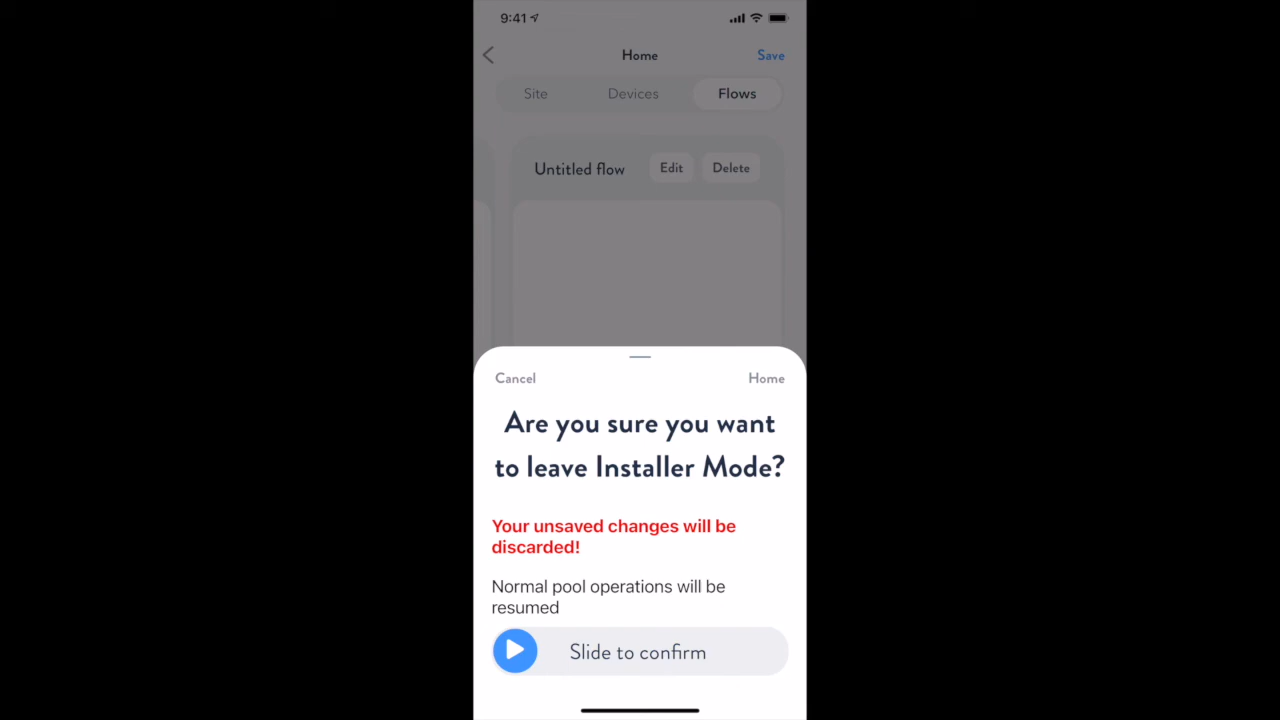 9:41
Home
Save
Site
Devices
Flows
Untitled flow
Edit
Delete
Cancel
Home
Are you sure you want
to leave Installer Mode?
Your unsaved changes will be
discarded!
Normal pool operations will be
resumed
Slide to confirm